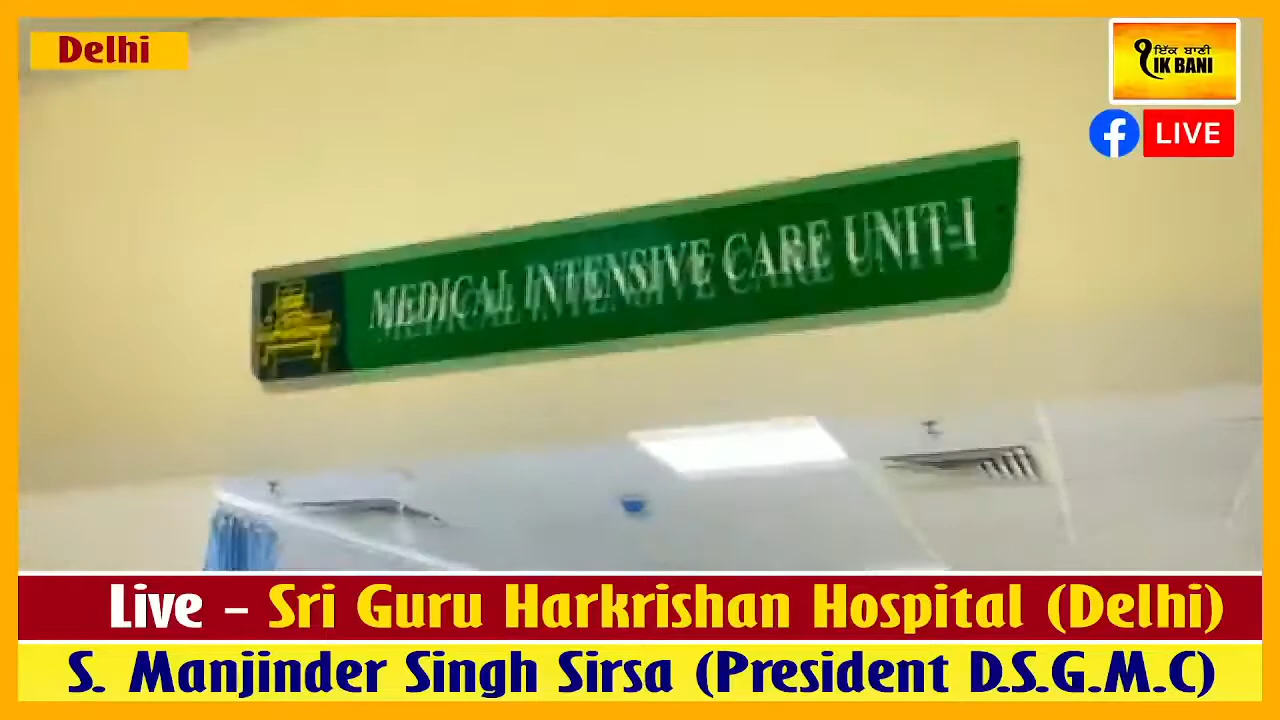 Delhi
ਇੱਕ ਬਾਣੀ
IK BANI
LIVE
MEDICAL INTENSIVE CARE UNIT-I
Live - Sri Guru Harkrishan Hospital (Delhi)
S. Manjinder Singh Sirsa (President D.S.G.M.C)